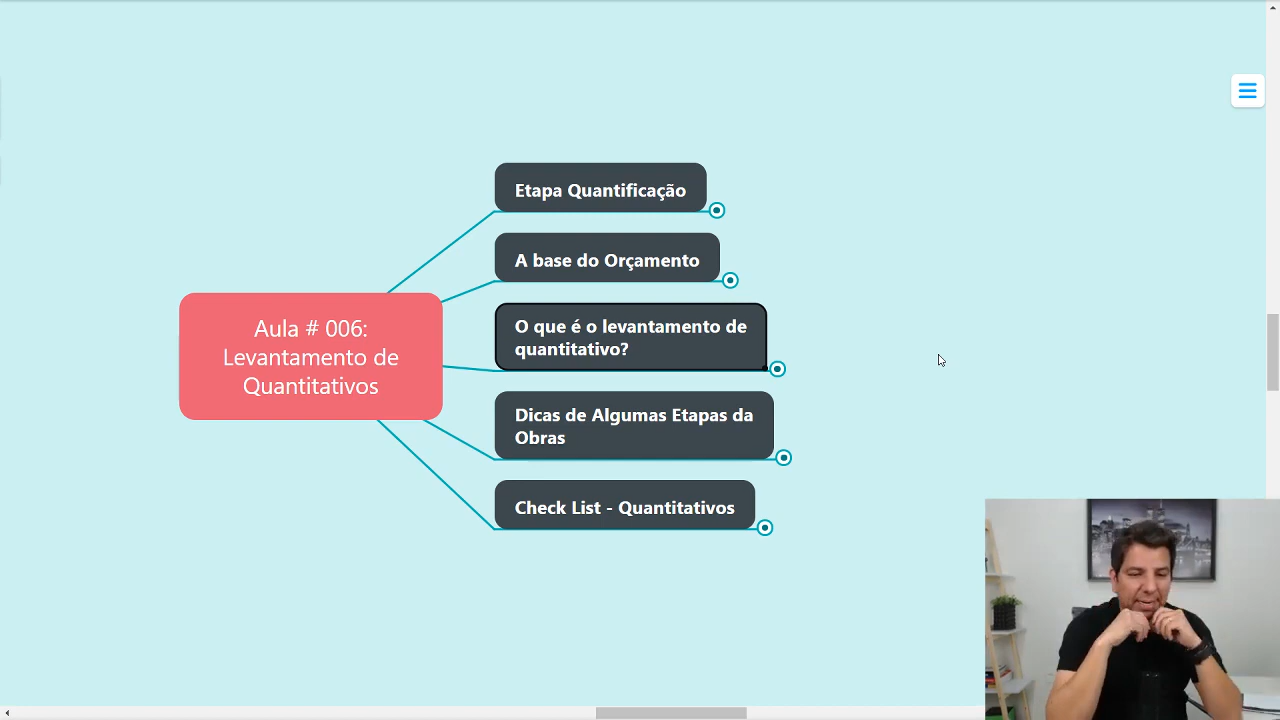 Etapa Quantificação
A base do Orçamento
Aula # 006:
Levantamento de
Quantitativos
O que é o levantamento de
quantitativo?
Dicas de Algumas Etapas da
Obras
Check List - Quantitativos